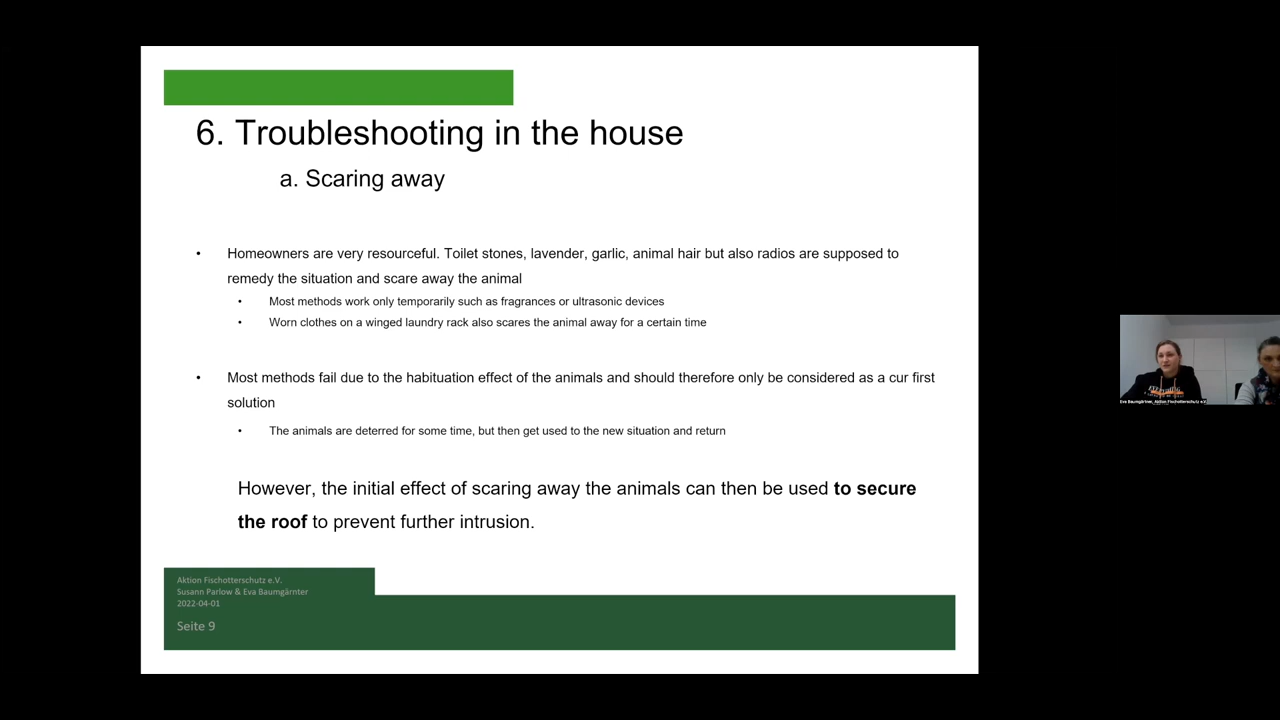 6. Troubleshooting in the house
a. Scaring away
• Homeowners are very resourceful. Toilet stones, lavender, garlic, animal hair but also radios are supposed to
remedy the situation and scare away the animal
• Most methods work only temporarily such as fragrances or ultrasonic devices
• Worn clothes on a winged laundry rack also scares the animal away for a certain time
• Most methods fail due to the habituation effect of the animals and should therefore only be considered as a cur first
solution
• The animals are deterred for some time, but then get used to the new situation and return
However, the initial effect of scaring away the animals can then be used to secure
the roof to prevent further intrusion.
Aktion Fischotterschutz e.V.
Susann Parlow & Eva Baumgärnter
2022-04-01
Seite 9
Eva Baumgärtner, Aktion Fischotterschutz e.V.